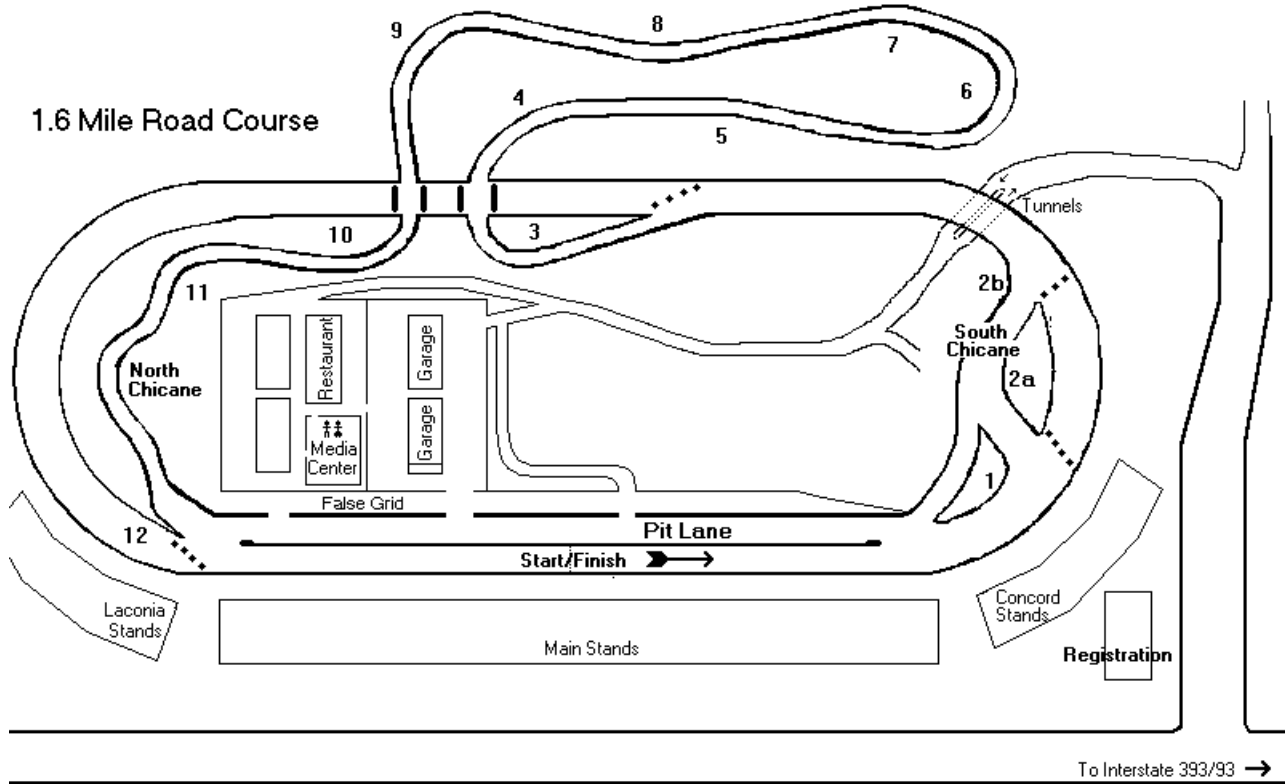 9
8
7
6
4
5
1.6 Mile Road Course
Tunnels
10
3
2b
11
South
Chicane
2a
North
Chicane
Restaurant
Garage
Garage
Media
Center
1
False Grid
12
Pit Lane
Start/Finish
Laconia
Stands
Concord
Stands
Main Stands
Registration
To Interstate 393/93